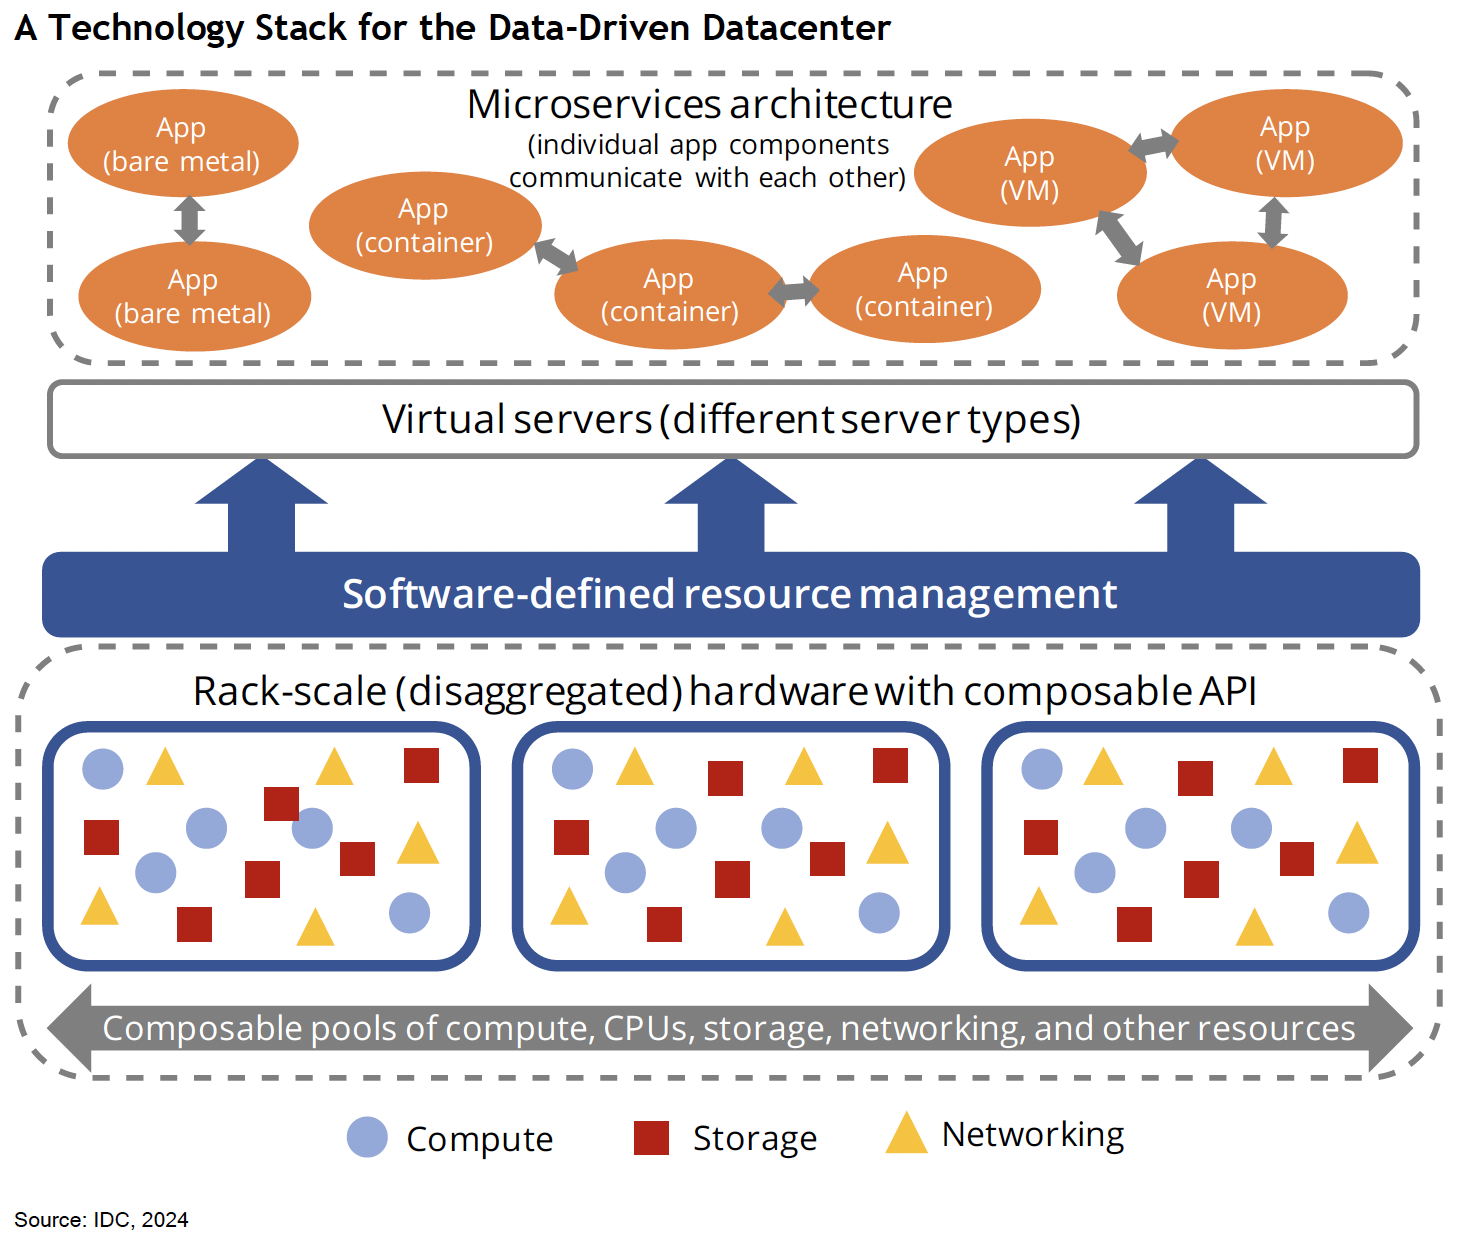 A Technology Stack for the Data-Driven Datacenter
Microservices architecture
(individual app components
communicate with each other)
App
(bare metal)
App
(bare metal)
App
(container)
App
(container)
App
(container)
App
(VM)
App
(VM)
App
(VM)
Virtual servers (different server types)
Software-defined resource management
Rack-scale (disaggregated) hardware with composable API
Composable pools of compute, CPUs, storage, networking, and other resources
Compute
Storage
Networking
Source: IDC, 2024